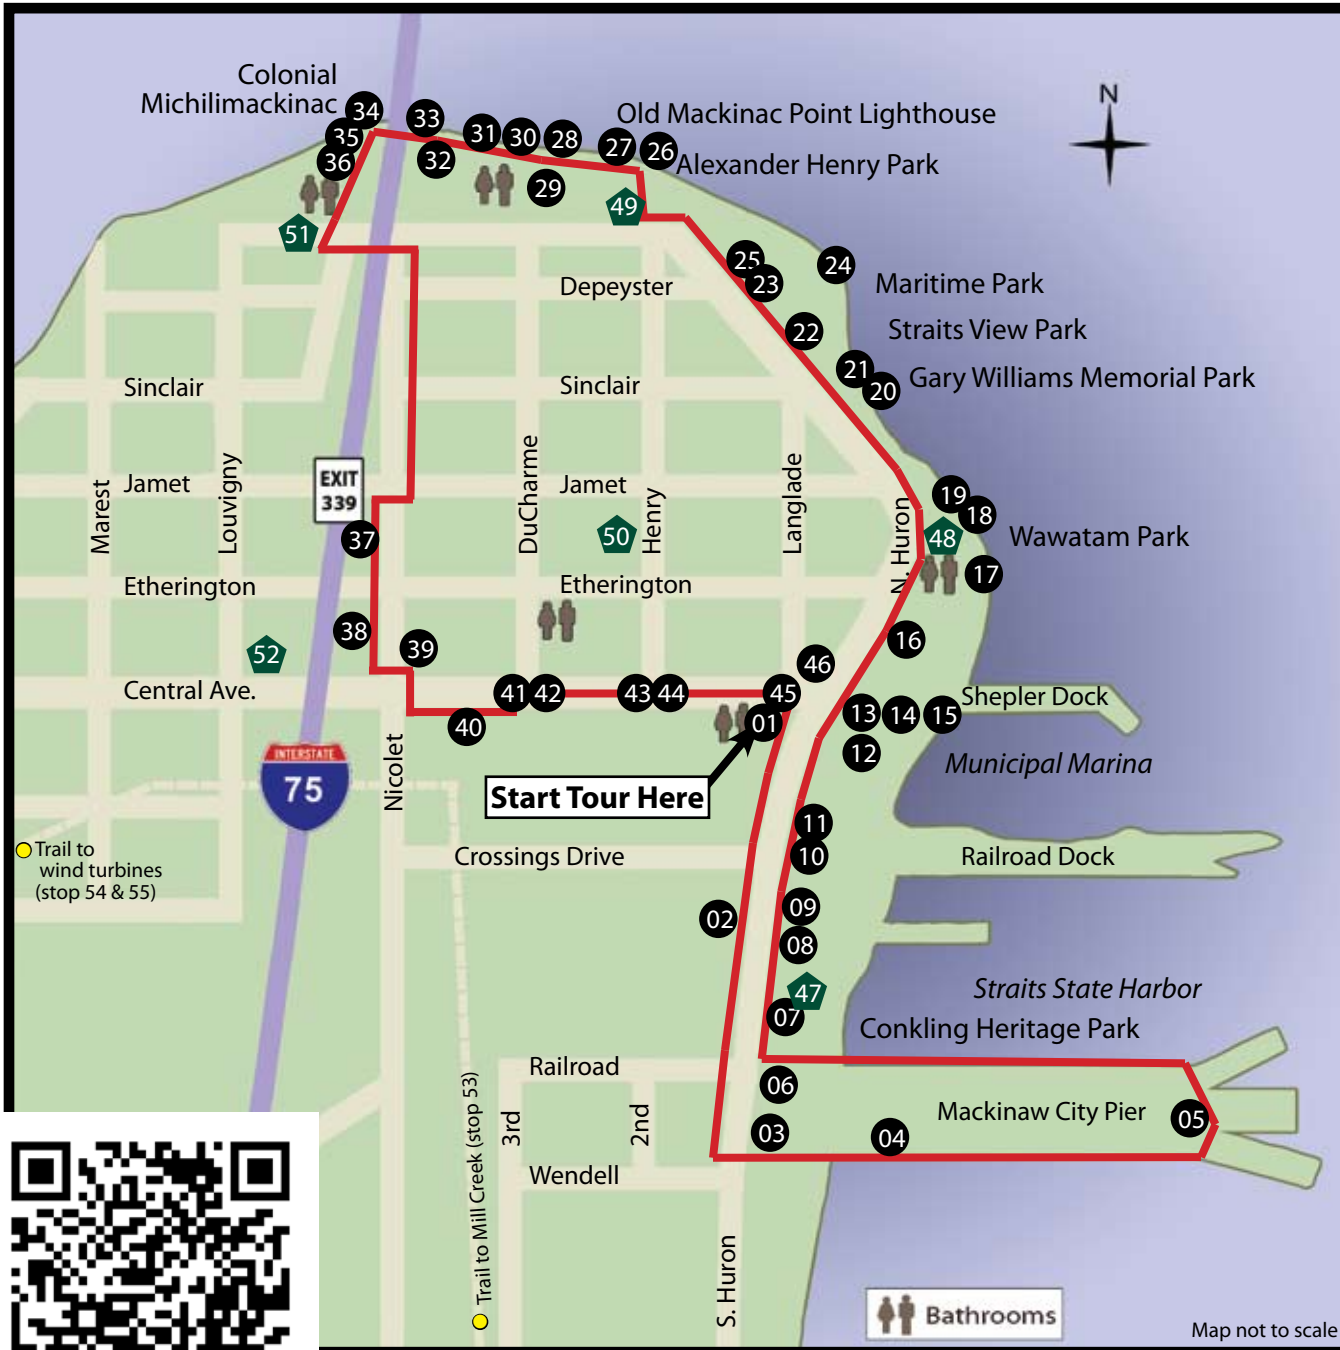 Colonial
Michilimackinac
34
33
35
36
32
31
30
28
27
26
29
Old Mackinac Point Lighthouse
Alexander Henry Park
N
49
51
25
23
24
Depeyster
Maritime Park
22
Straits View Park
21
20
Gary Williams Memorial Park
Sinclair
Sinclair
EXIT
339
Jamet
Jamet
Marest
Louvigny
DuCharme
Henry
Langlade
N. Huron
19
18
48
Wawatam Park
17
37
50
Etherington
Etherington
38
39
52
16
46
Central Ave.
41
42
43
44
45
40
01
13
14
15
12
Shepler Dock
Municipal Marina
INTERSTATE
75
Nicolet
Start Tour Here
11
10
Crossings Drive
Railroad Dock
Trail to
wind turbines
(stop 54 & 55)
02
09
08
47
07
Straits State Harbor
Conkling Heritage Park
Railroad
06
Mackinaw City Pier
05
03
04
3rd
2nd
Wendell
Trail to Mill Creek (stop 53)
S. Huron
Bathrooms
Map not to scale